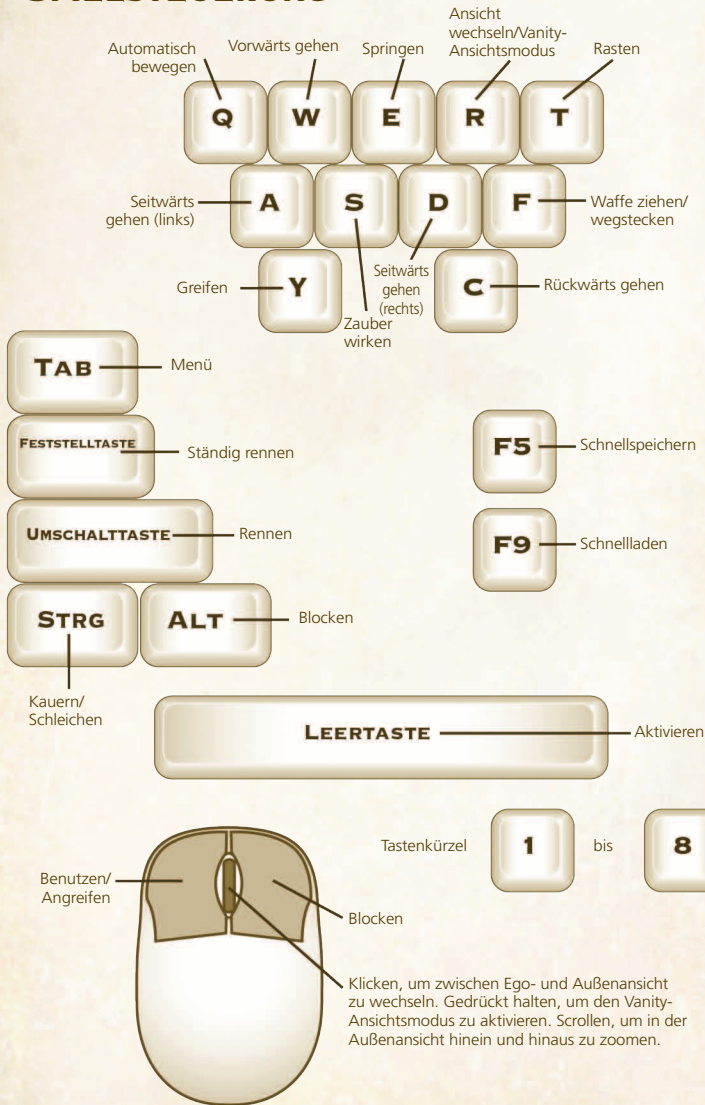 SPIELSTEUERUNG
Ansicht
wechseln/Vanity-
Ansichtsmodus
Automatisch
bewegen
Vorwärts gehen
Springen
Rasten
Q
W
E
R
T
Seitwärts
gehen (links)
A
S
D
F
Waffe ziehen/
wegstecken
Greifen
Y
Seitwärts
gehen
(rechts)
C
Rückwärts gehen
Zauber
wirken
TAB
Menü
FESTSTELLTASTE
Ständig rennen
F5
Schnellspeichern
UMSCHALTTASTE
Rennen
F9
Schnellladen
STRG
ALT
Blocken
Kauern/
Schleichen
LEERTASTE
Aktivieren
Tastenkürzel
1
bis
8
Benutzen/
Angreifen
Blocken
Klicken, um zwischen Ego- und Außenansicht
zu wechseln. Gedrückt halten, um den Vanity-
Ansichtsmodus zu aktivieren. Scrollen, um in der
Außenansicht hinein und hinaus zu zoomen.